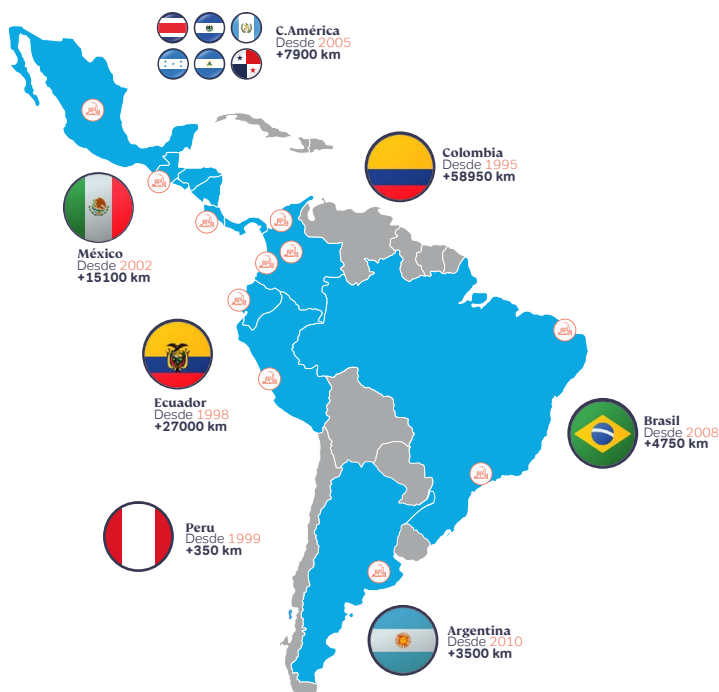 C.América
Desde 2005
+7900 km
Colombia
Desde 1995
+58950 km
México
Desde 2002
+15100 km
Ecuador
Desde 1998
+27000 km
Brasil
Desde 2008
+4750 km
Peru
Desde 1999
+350 km
Argentina
Desde 2010
+3500 km